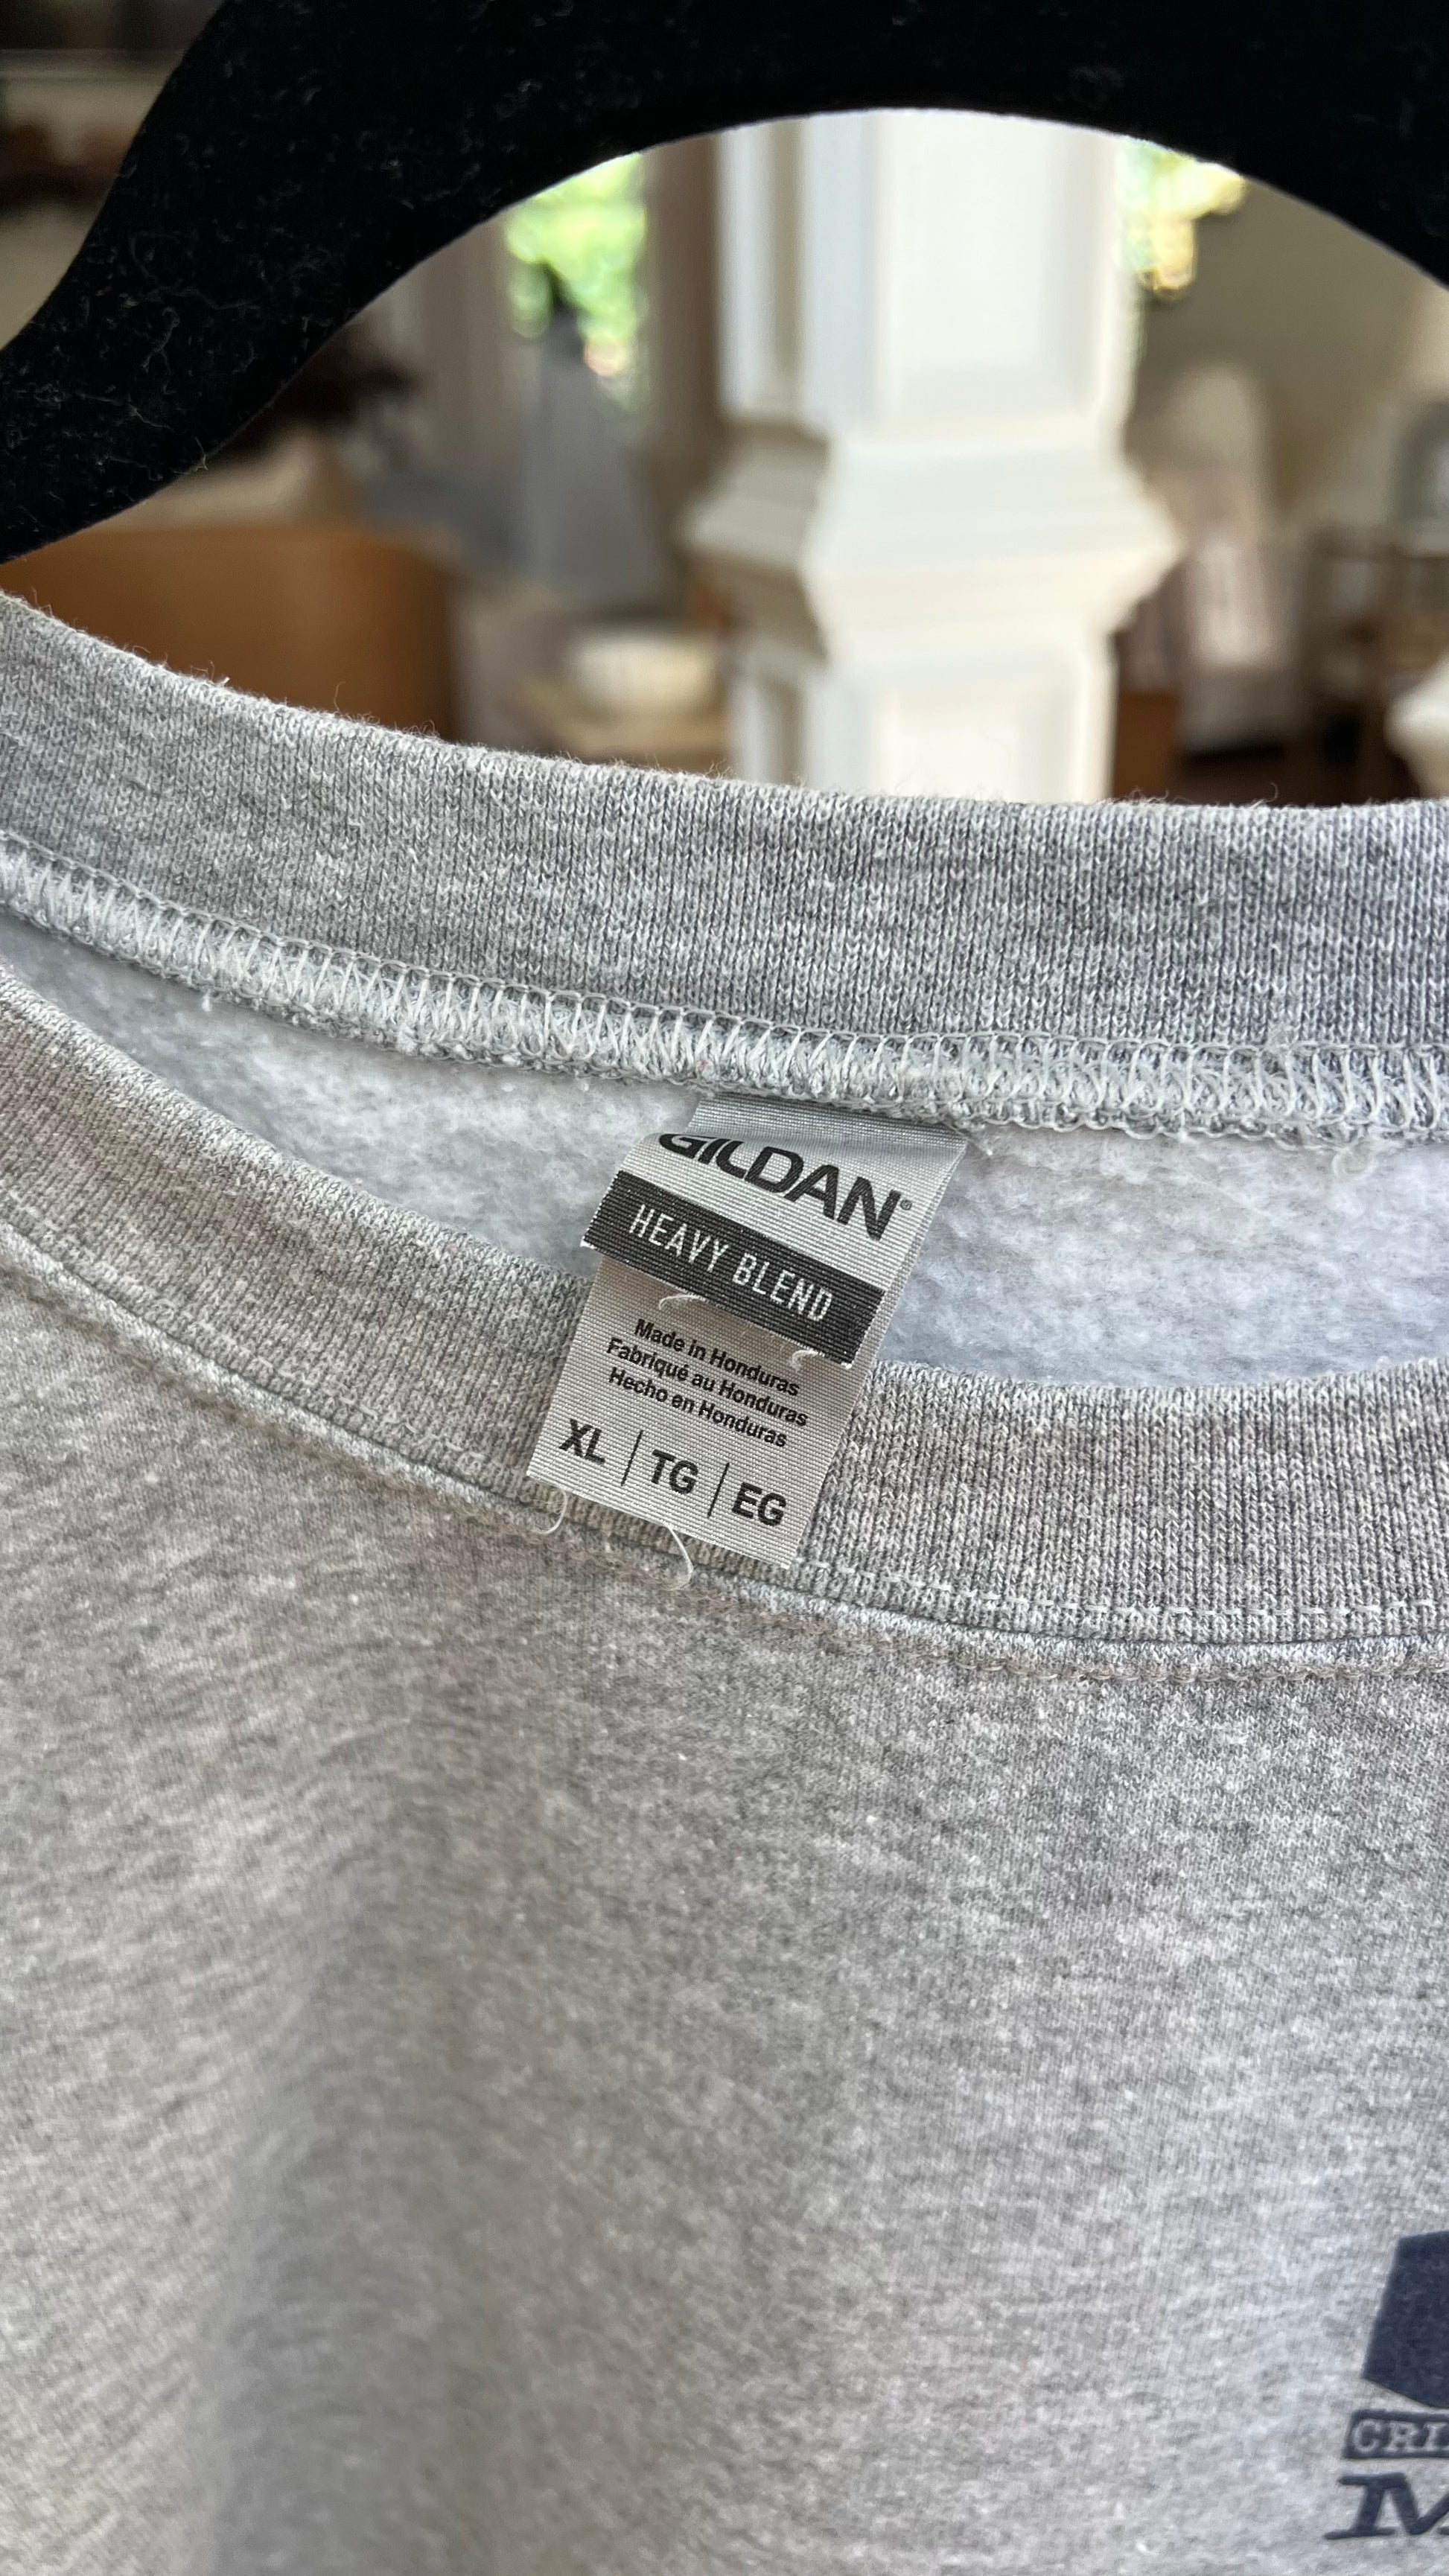 GILDAN®
HEAVY BLEND
Made in Honduras
Fabriqué au Honduras
Hecho en Honduras
XL | TG | EG